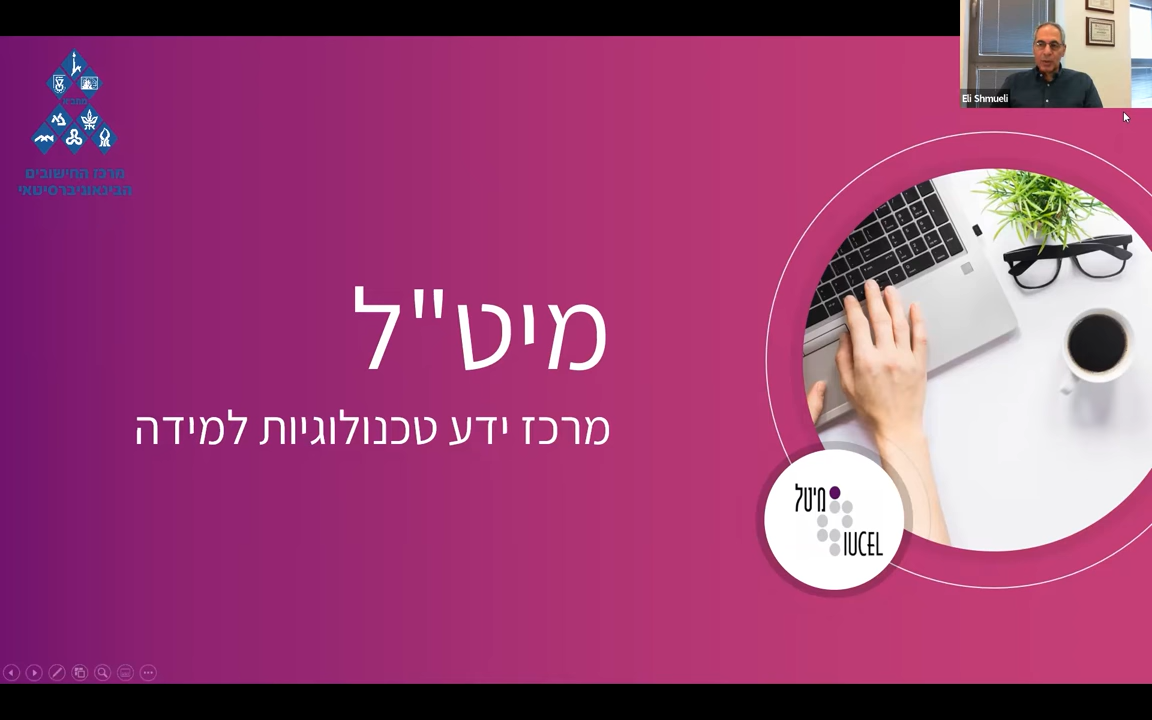 Eli Shmueli
מרכז החישובים
הבינאוניברסיטאי
מיט"ל
מרכז ידע טכנולוגיות למידה
מיטל
IUCEL